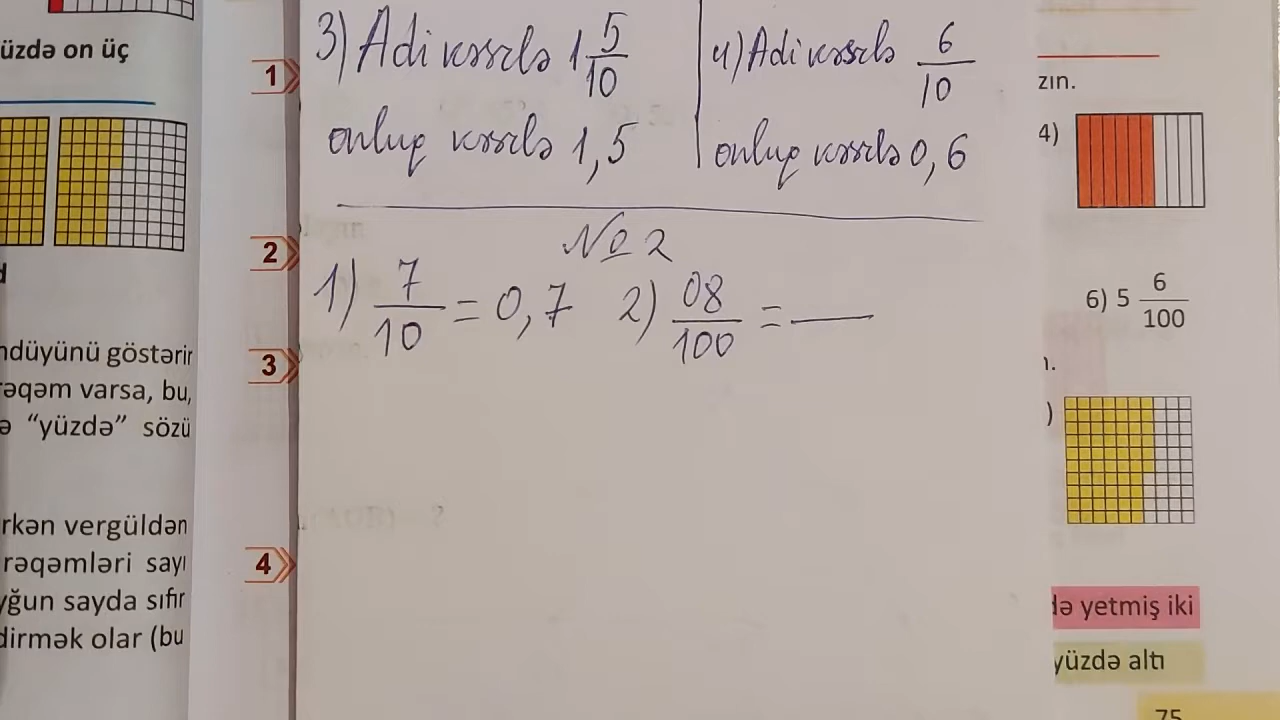 üzdə on üç
1
3) Adi kəsrlə 1 5/10
onluq kəsrlə 1,5
4) Adi kəsrlə 6/10
onluq kəsrlə 0,6
zın.
4)
2
№ 2
1) 7/10 = 0,7 2) 08/100 = —
6) 5 6/100
ndüyünü göstərir
rəqəm varsa, bu,
ə “yüzdə” sözü
3
)
rkən vergüldən
rəqəmləri sayı
yğun sayda sıfır
dirmək olar (bu
4
də yetmiş iki
yüzdə altı
75